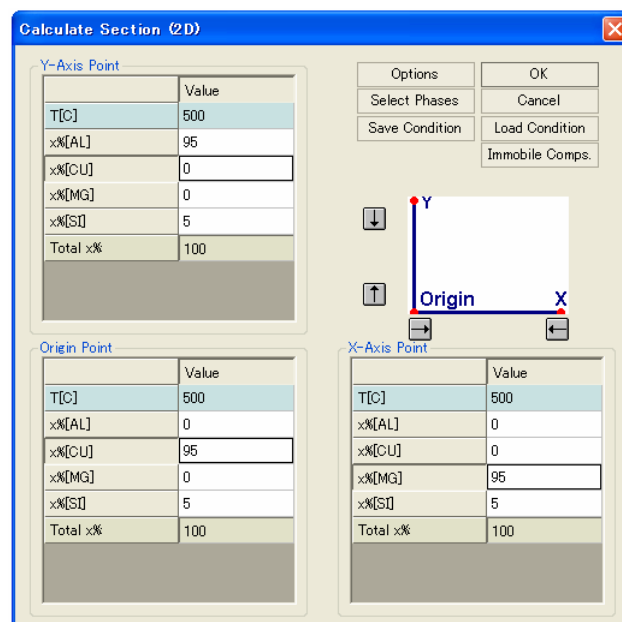 Calculate Section (2D)
Y-Axis Point
Value
T[C] 500
x%[AL] 95
x%[CU] 0
x%[MG] 0
x%[SI] 5
Total x% 100
Options OK
Select Phases Cancel
Save Condition Load Condition
Immobile Comps.
Y
Origin X
Origin Point
Value
T[C] 500
x%[AL] 0
x%[CU] 95
x%[MG] 0
x%[SI] 5
Total x% 100
X-Axis Point
Value
T[C] 500
x%[AL] 0
x%[CU] 0
x%[MG] 95
x%[SI] 5
Total x% 100